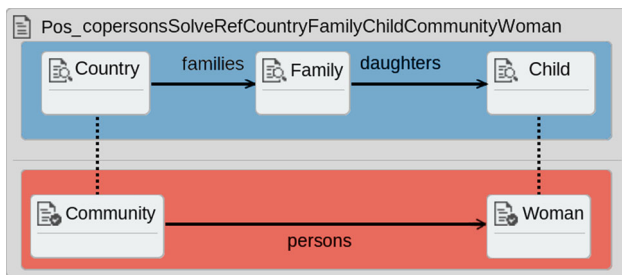 Pos_copersonsSolveRefCountryFamilyChildCommunityWoman
Country families Family daughters Child
Community Woman
persons